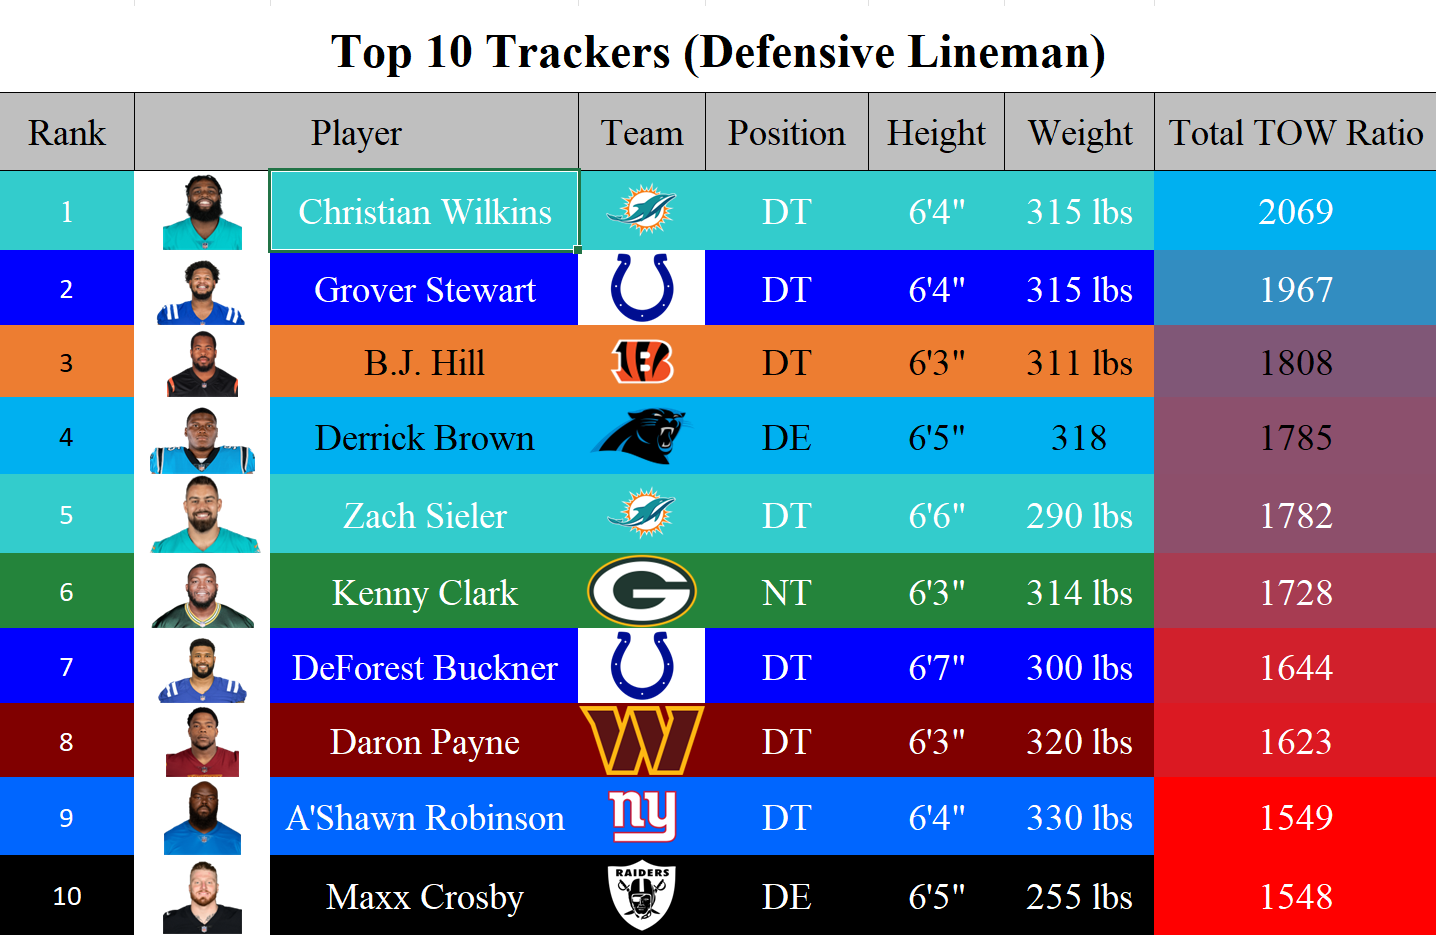 Top 10 Trackers (Defensive Lineman)
Rank Player Team Position Height Weight Total TOW Ratio
1 Christian Wilkins DT 6'4" 315 lbs 2069
2 Grover Stewart DT 6'4" 315 lbs 1967
3 B.J. Hill B DT 6'3" 311 lbs 1808
4 Derrick Brown DE 6'5" 318 1785
5 Zach Sieler DT 6'6" 290 lbs 1782
6 Kenny Clark G NT 6'3" 314 lbs 1728
7 DeForest Buckner DT 6'7" 300 lbs 1644
8 Daron Payne W DT 6'3" 320 lbs 1623
9 A'Shawn Robinson ny DT 6'4" 330 lbs 1549
10 Maxx Crosby RAIDERS DE 6'5" 255 lbs 1548